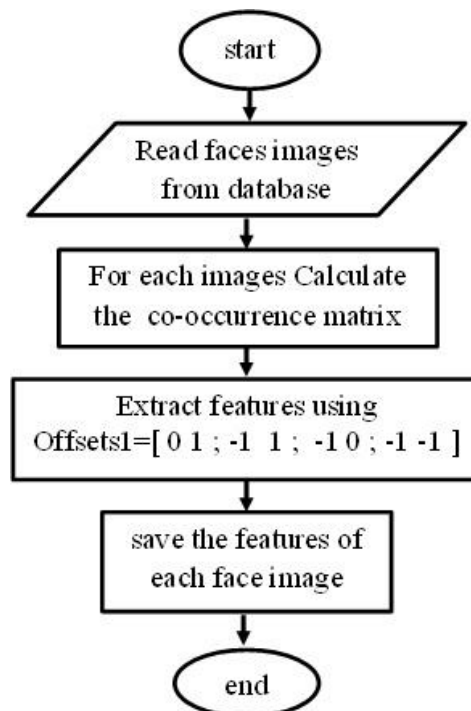 start
Read faces images
from database
For each images Calculate
the co-occurrence matrix
Extract features using
Offsets1=[ 0 1 ; -1 1 ; -1 0 ; -1 -1 ]
save the features of
each face image
end